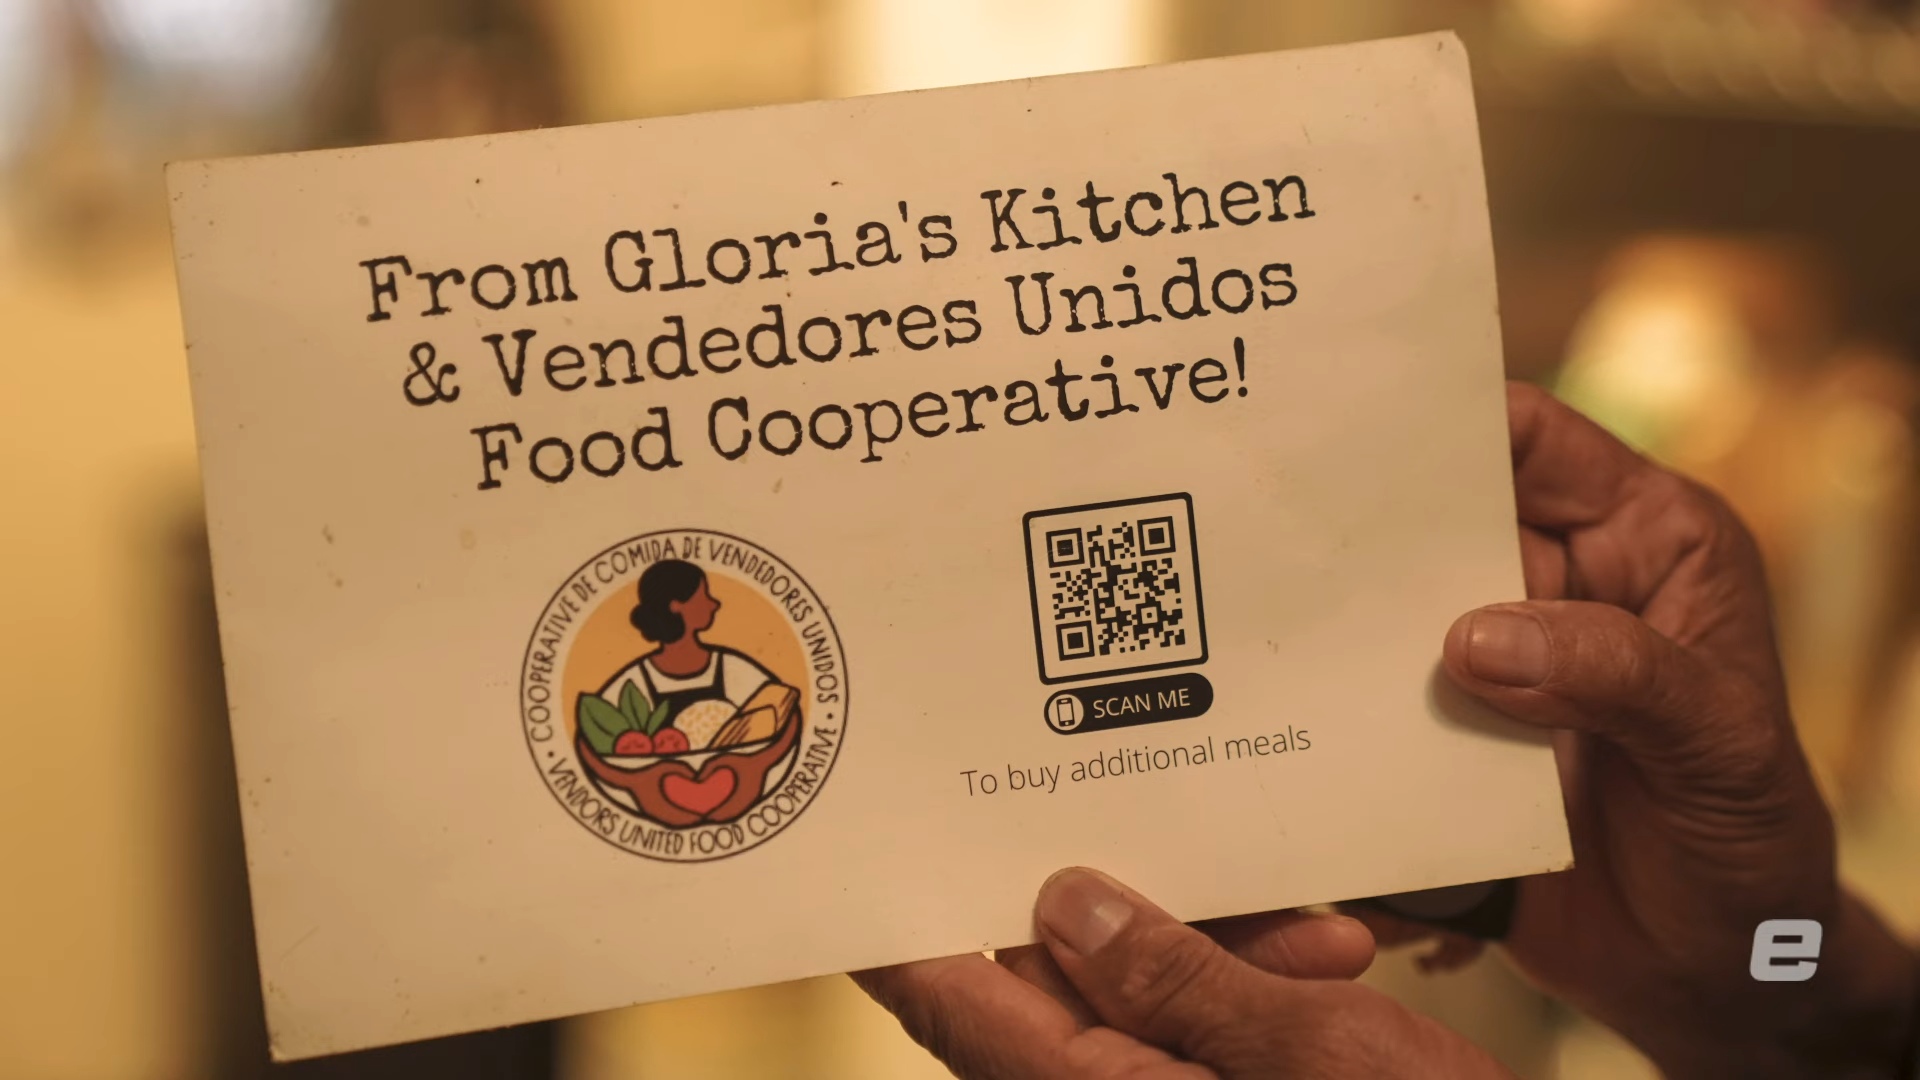 From Gloria's Kitchen
& Vendedores Unidos
Food Cooperative!
COOPERATIVE DE COMIDA DE VENDEDORES UNIDOS
• VENDORS UNITED FOOD COOPERATIVE •
SCAN ME
To buy additional meals
e